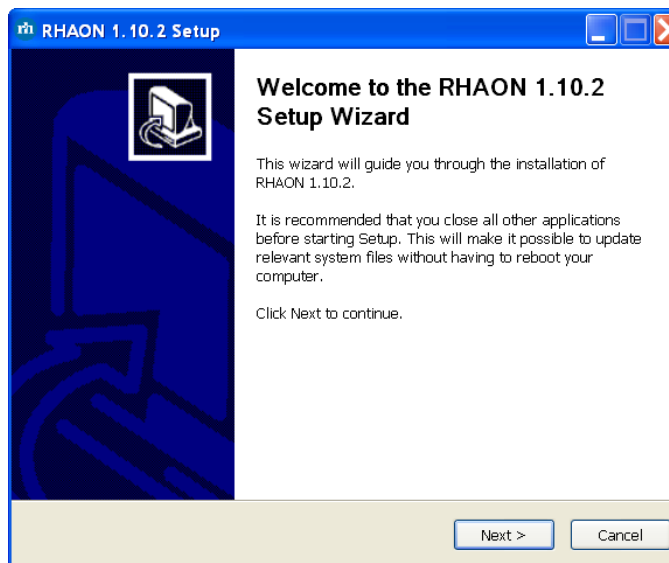 rh RHAON 1.10.2 Setup
Welcome to the RHAON 1.10.2
Setup Wizard
This wizard will guide you through the installation of
RHAON 1.10.2.
It is recommended that you close all other applications
before starting Setup. This will make it possible to update
relevant system files without having to reboot your
computer.
Click Next to continue.
Next >
Cancel